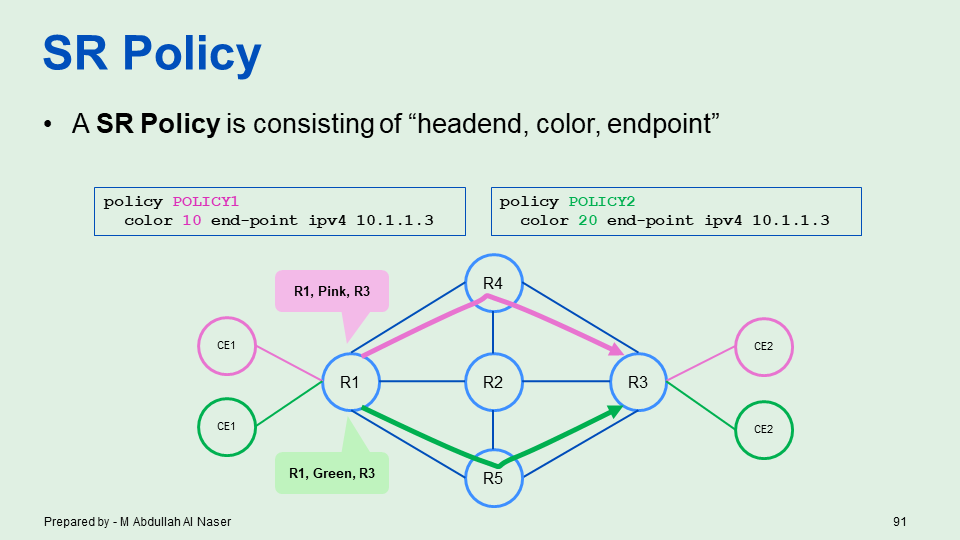 SR Policy
• A SR Policy is consisting of “headend, color, endpoint”
policy POLICY1
color 10 end-point ipv4 10.1.1.3
policy POLICY2
color 20 end-point ipv4 10.1.1.3
R4
R1, Pink, R3
CE1
CE2
R1
R2
R3
CE1
CE2
R1, Green, R3
R5
Prepared by - M Abdullah Al Naser
91